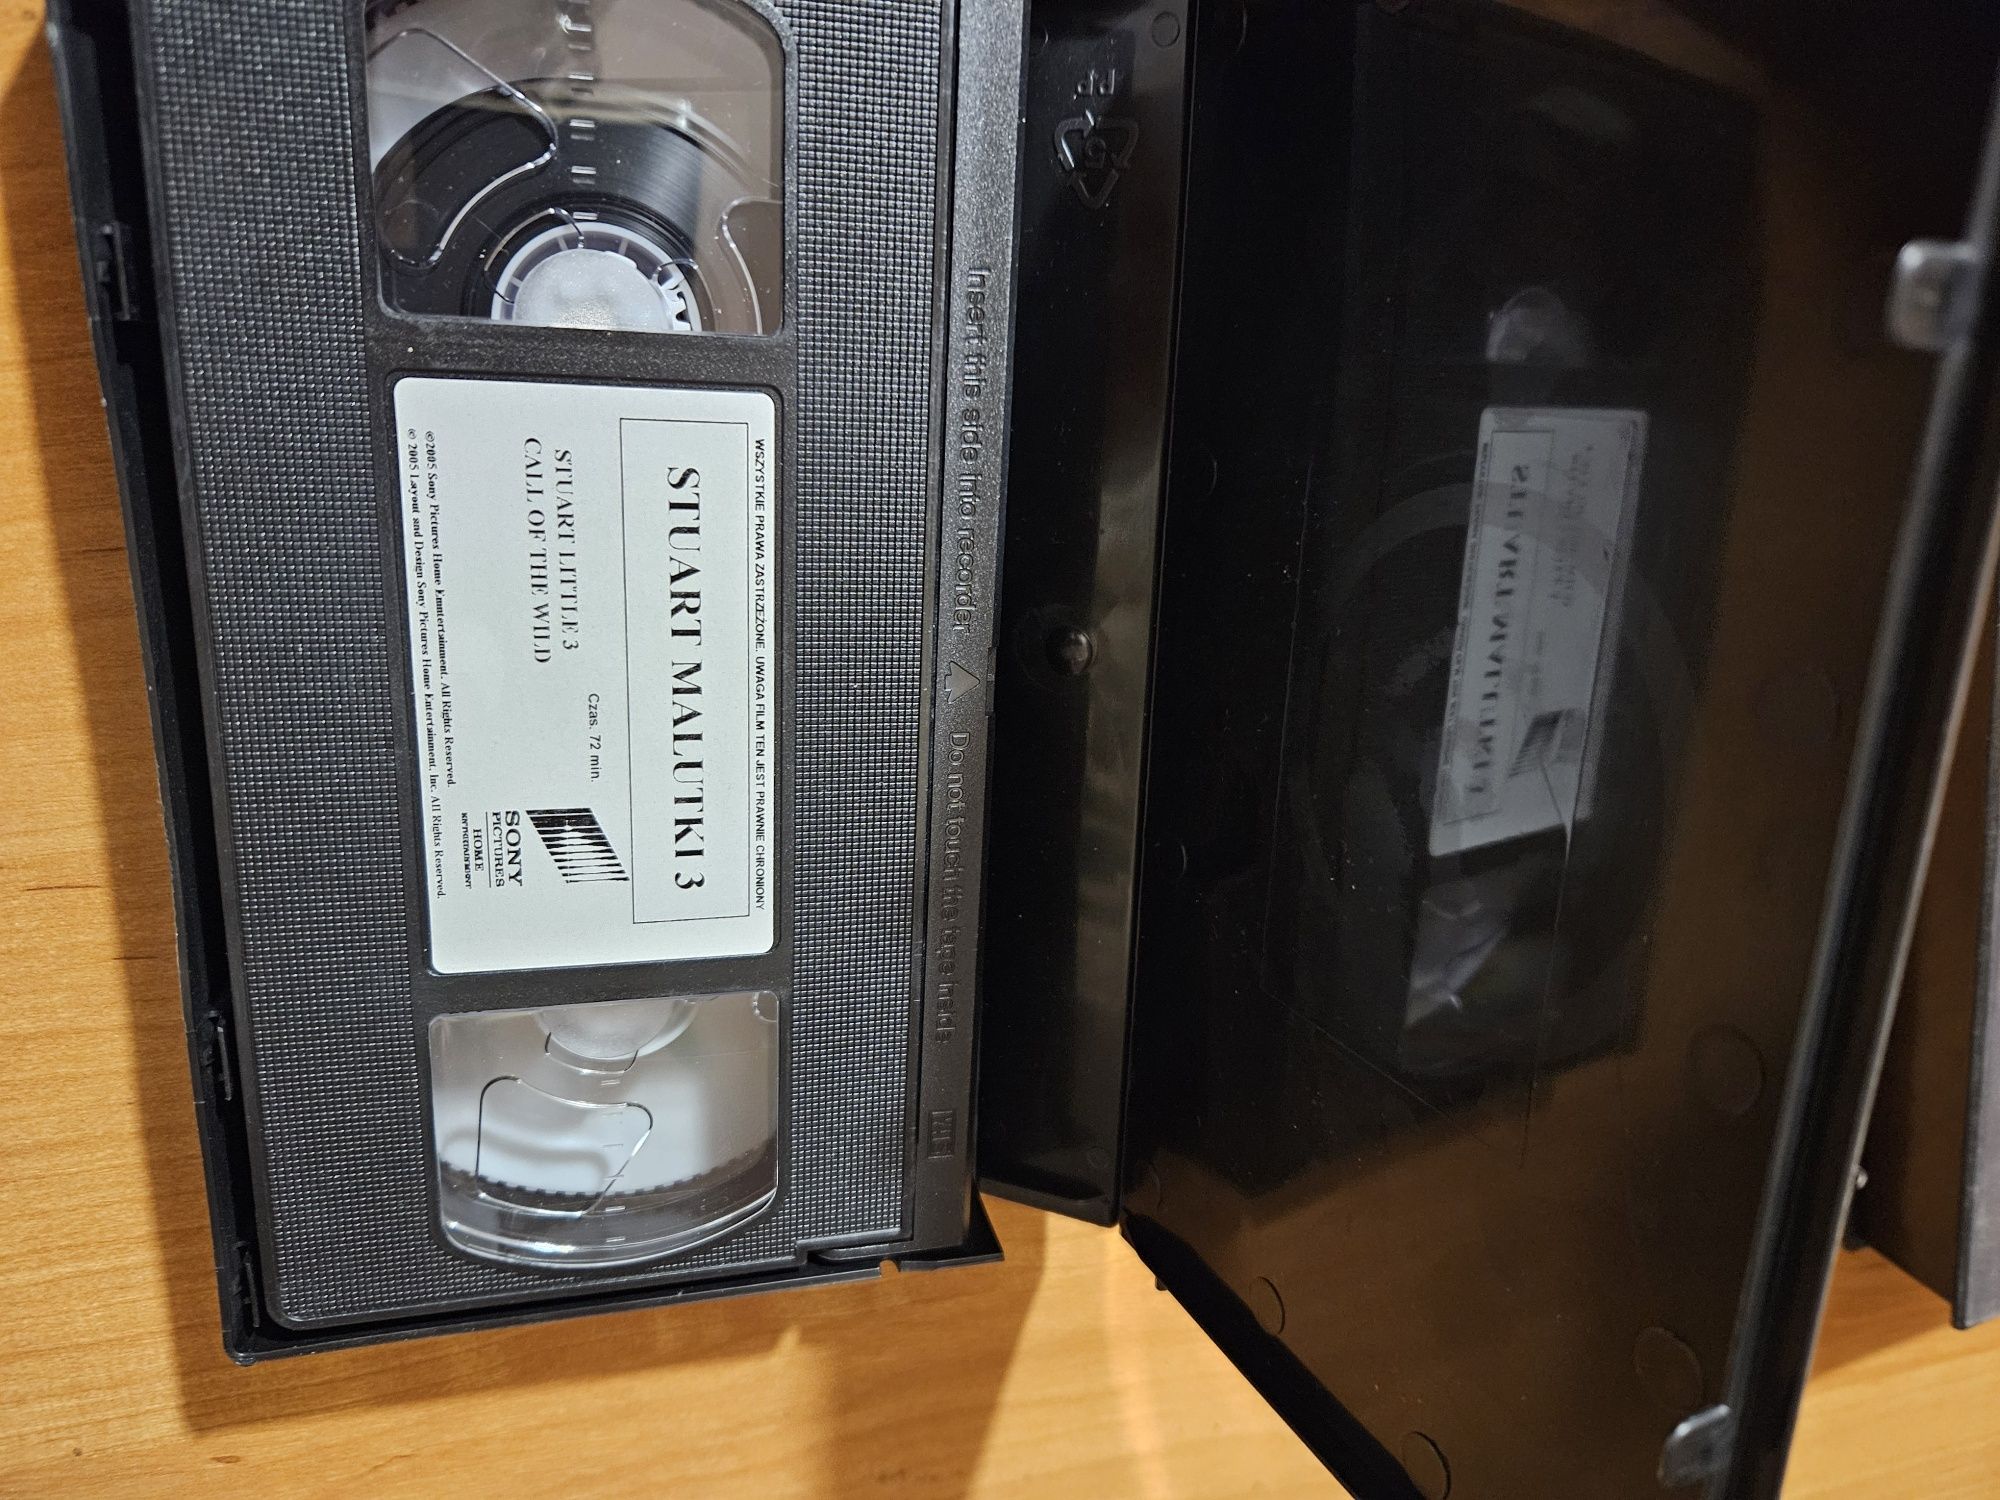 WSZYSTKIE PRAWA ZASTRZEŻONE. UWAGA FILM TEN JEST PRAWNIE CHRONIONY
STUART MALUTKI 3
Czas. 72 min.
STUART LITTLE 3
CALL OF THE WILD
SONY
PICTURES
HOME
ENTERTAINMENT
©2005 Sony Pictures Home Emntertainment. All Rights Reserved.
© 2005 Layout and Design Sony Pictures Home Entertainment. Inc. All Rights Reserved.
Insert this side into recorder
Do not touch the tape inside
VHS
PP
5